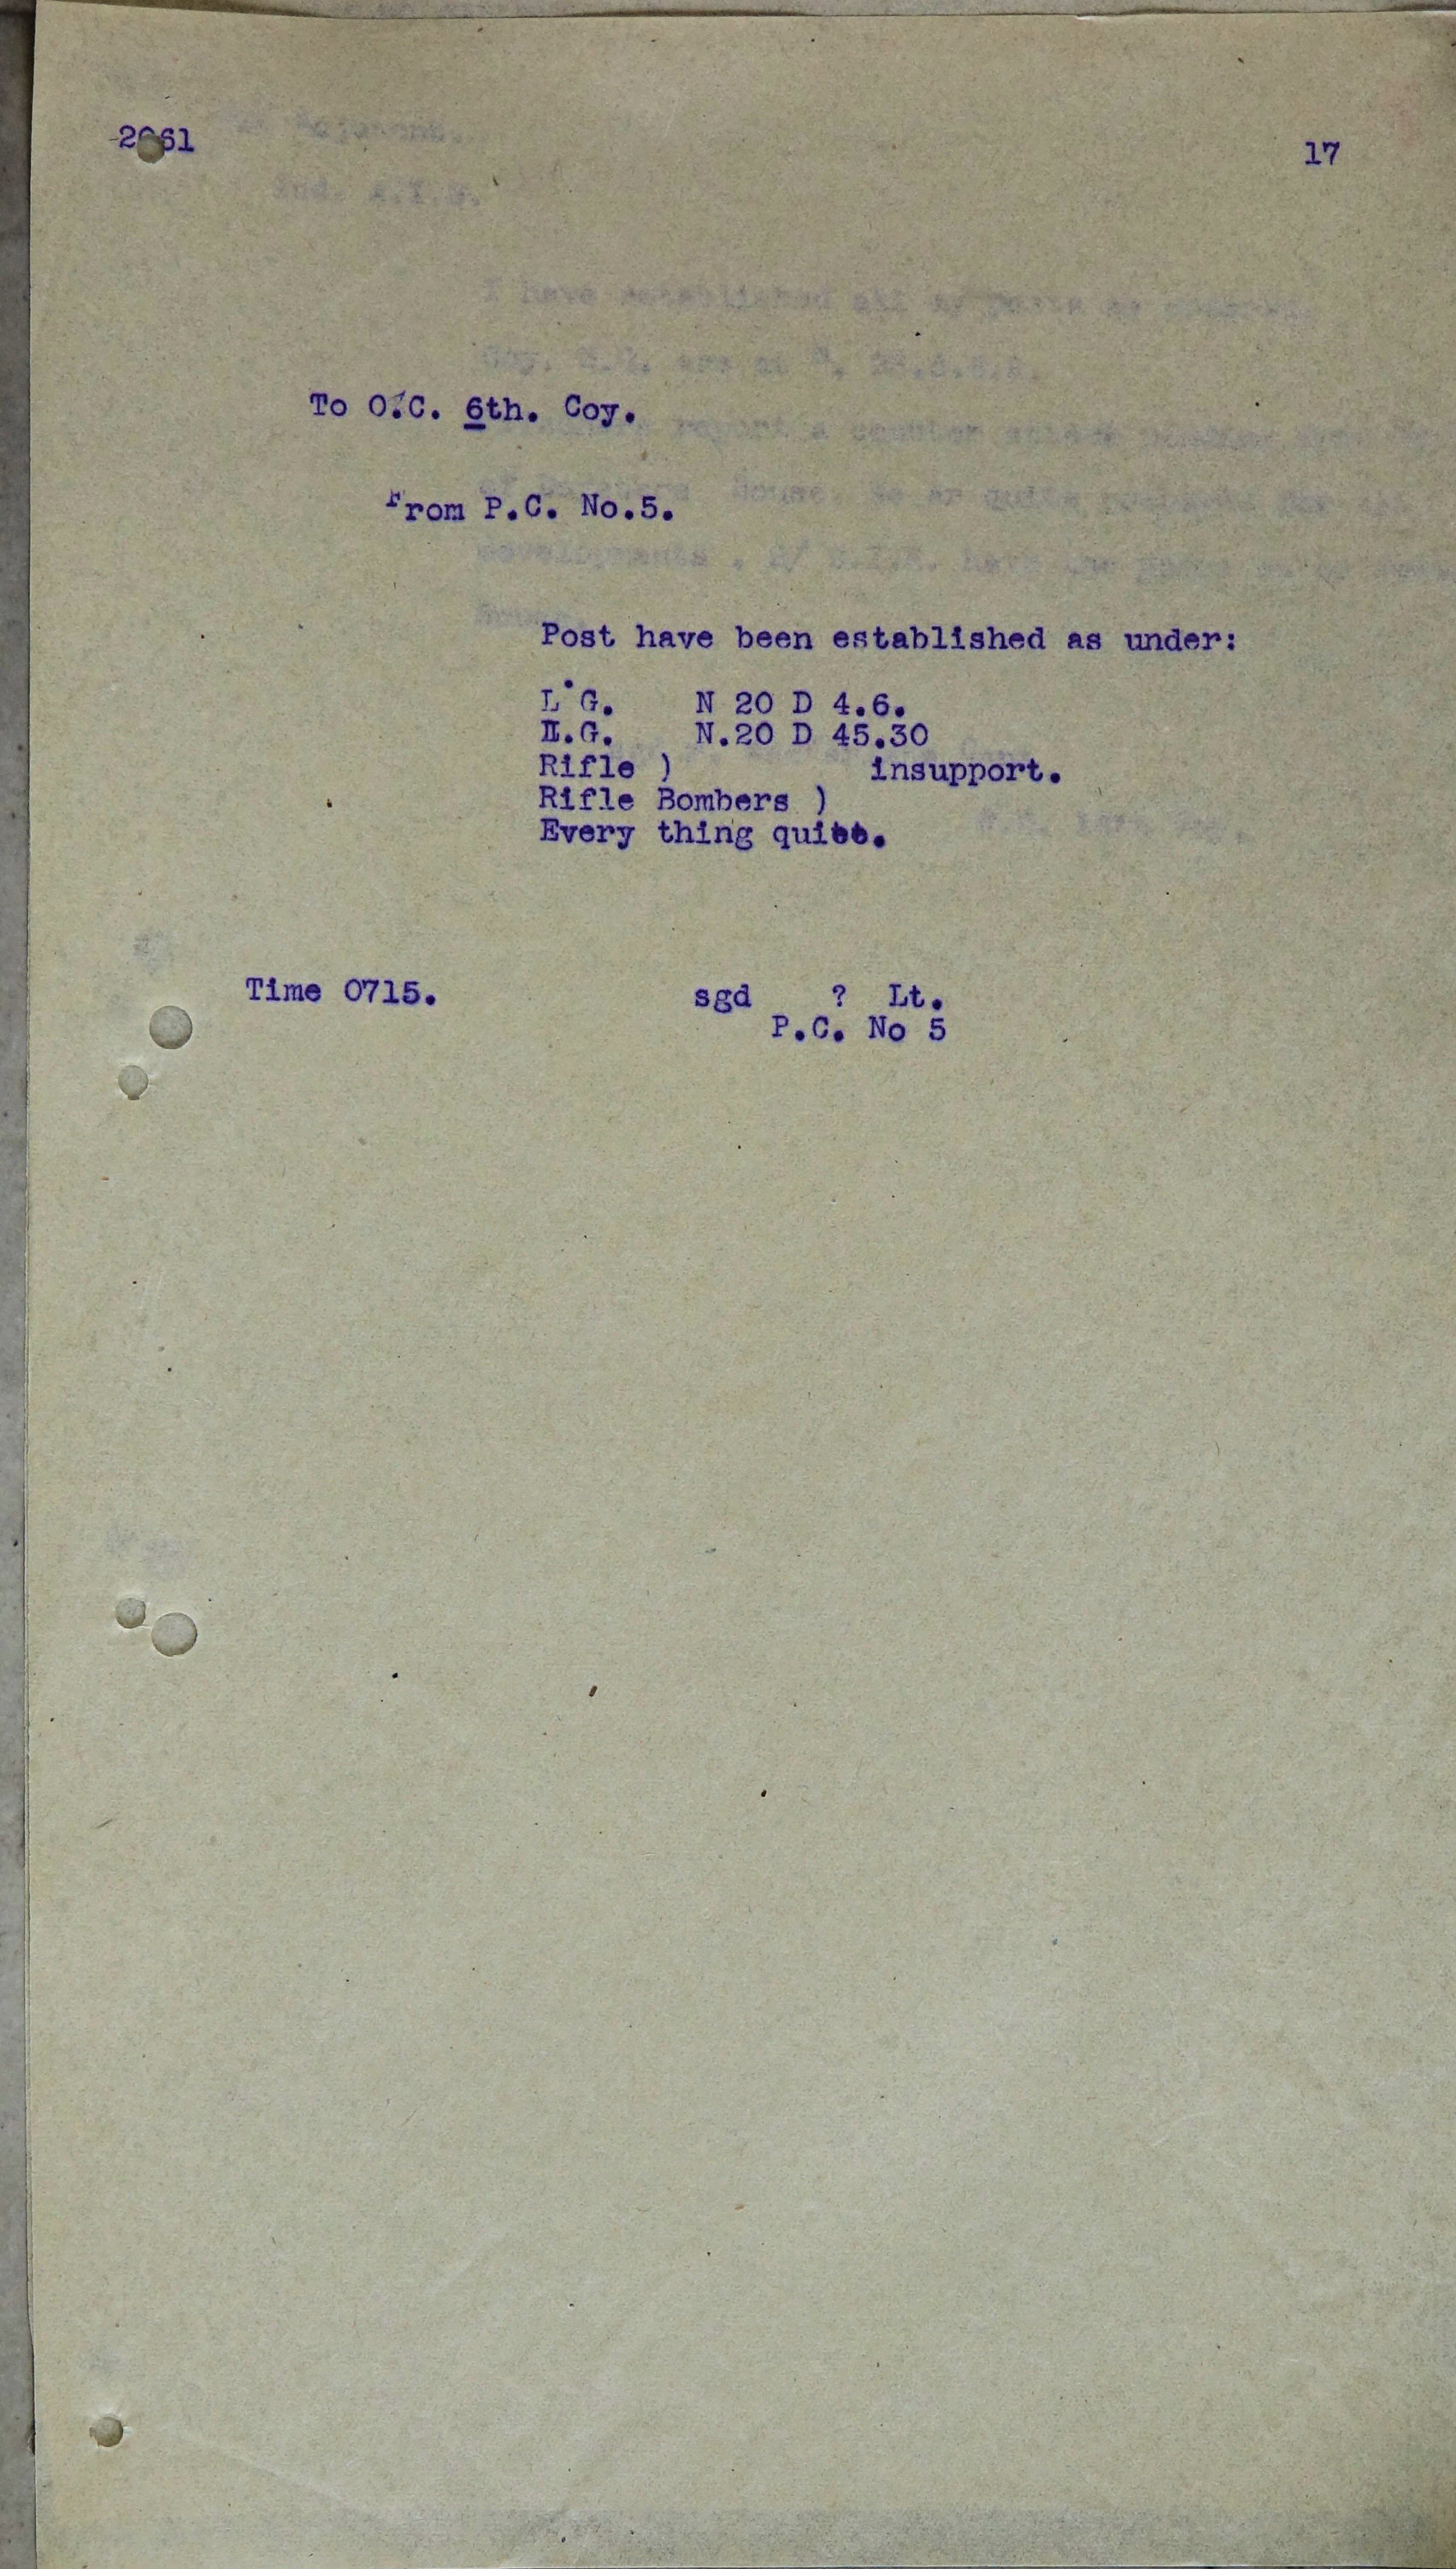 2061
17
To O.C. 6th. Coy.
From P.C. No.5.
Post have been established as under:
L.G. N 20 D 4.6.
L.G. N.20 D 45.30
Rifle ) insupport.
Rifle Bombers )
Every thing quite.
Time 0715.
sgd ? Lt.
P.C. No 5